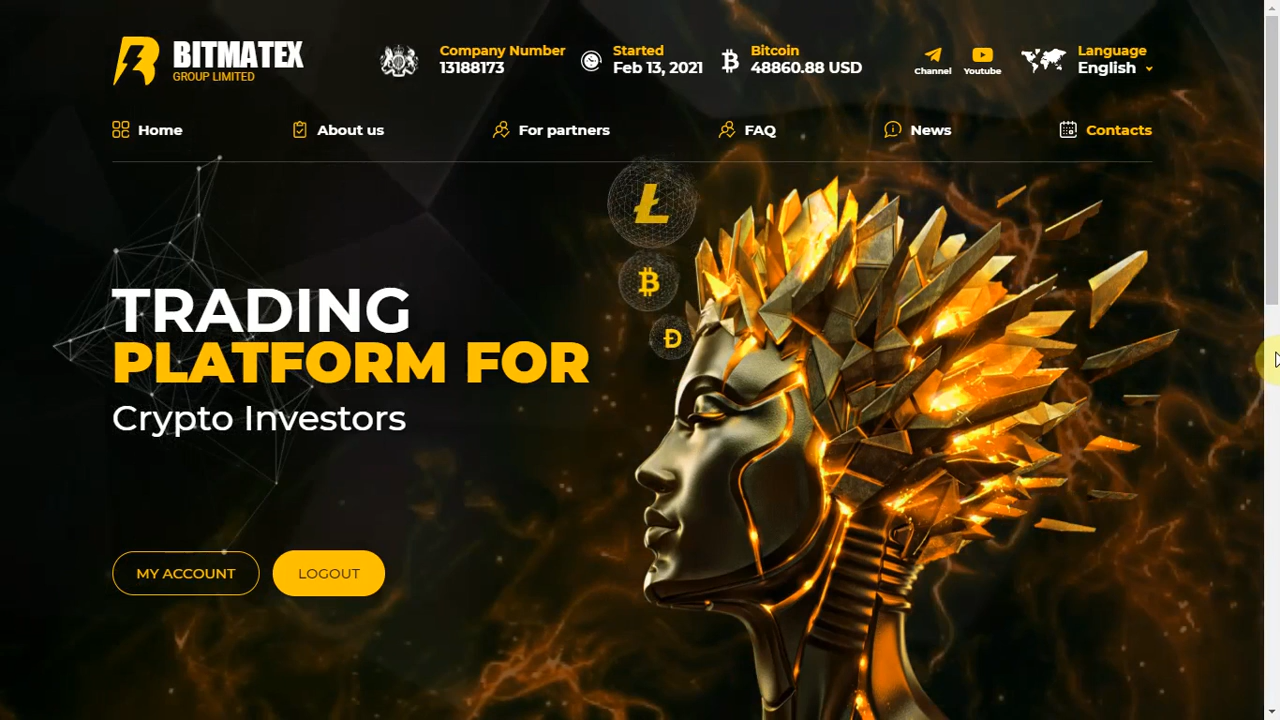 BITMATEX
GROUP LIMITED
Company Number
13188173
Started
Feb 13, 2021
Bitcoin
48860.88 USD
Channel
Youtube
Language
English
Home
About us
For partners
FAQ
News
Contacts
TRADING
PLATFORM FOR
Crypto Investors
MY ACCOUNT
LOGOUT